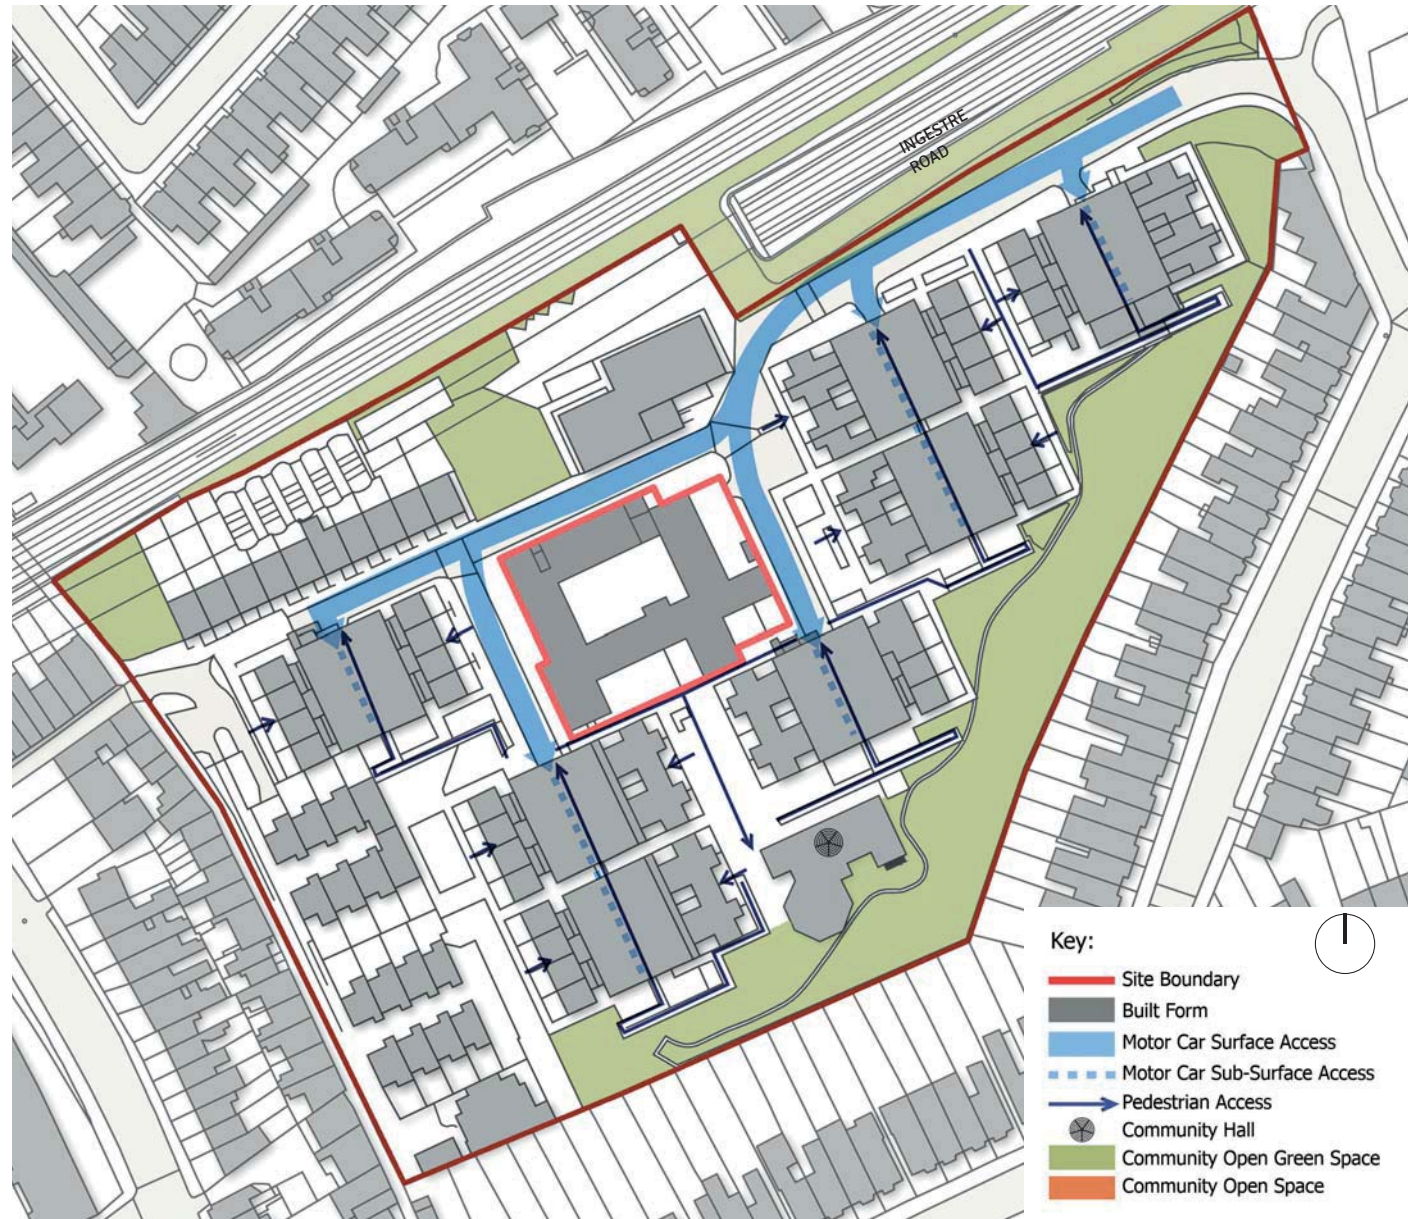 INGESTRE
ROAD
Key:
Site Boundary
Built Form
Motor Car Surface Access
Motor Car Sub-Surface Access
Pedestrian Access
Community Hall
Community Open Green Space
Community Open Space